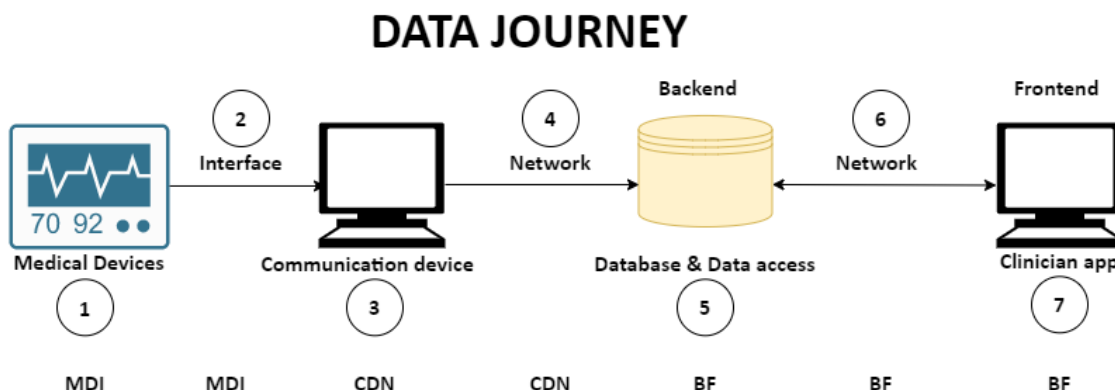 DATA JOURNEY
Backend
Frontend
2
4
6
Interface
Network
Network
70 92
Medical Devices
Communication device
Database & Data access
Clinician app
1
3
5
7
MDI MDI CDN CDN BF BF BF